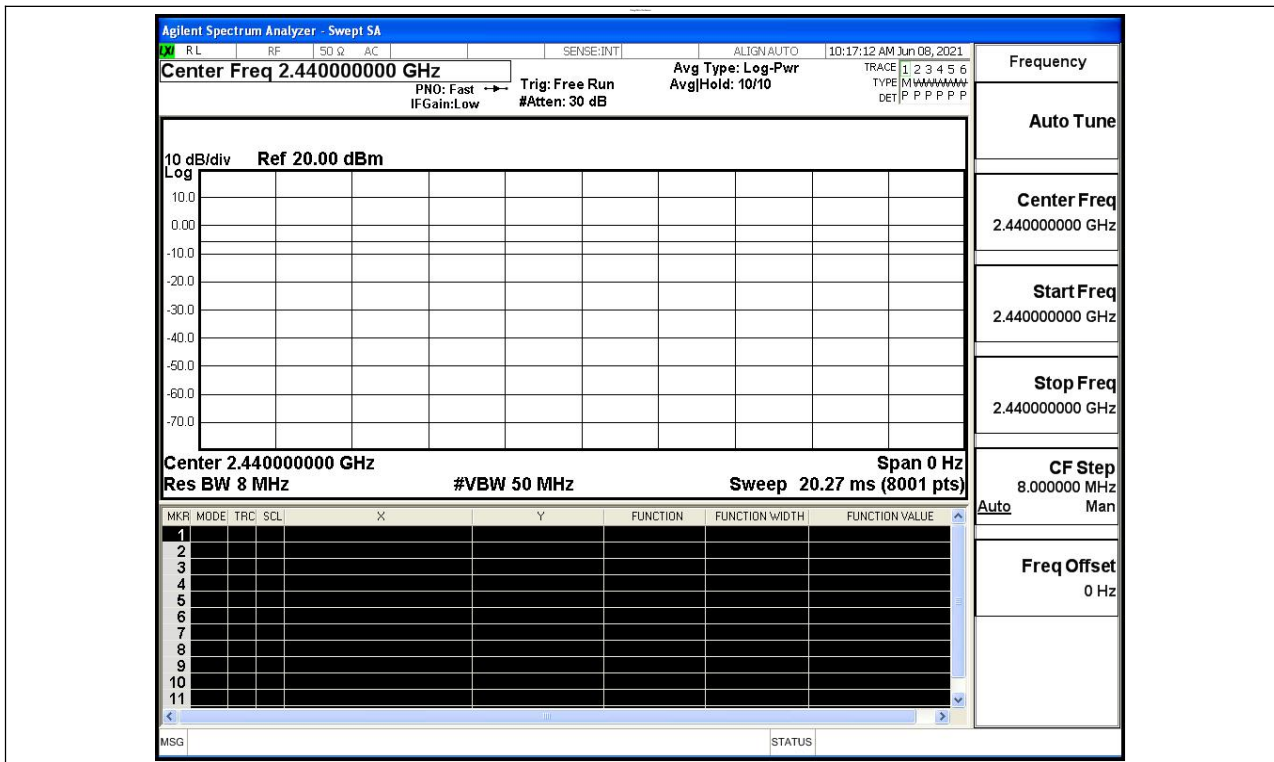 Agilent Spectrum Analyzer - Swept SA
LXI RL RF 50 Ω AC SENSE:INT ALIGN AUTO 10:17:12 AM Jun 08, 2021
Center Freq 2.440000000 GHz
PNO: Fast
IFGain:Low
Trig: Free Run
#Atten: 30 dB
Avg Type: Log-Pwr
Avg|Hold: 10/10
TRACE 1 2 3 4 5 6
TYPE M W W W W W
DET P P P P P P
10 dB/div Ref 20.00 dBm
Log
10.0
0.00
-10.0
-20.0
-30.0
-40.0
-50.0
-60.0
-70.0
Center 2.440000000 GHz Span 0 Hz
Res BW 8 MHz #VBW 50 MHz Sweep 20.27 ms (8001 pts)
MKR MODE TRC SCL X Y FUNCTION FUNCTION WIDTH FUNCTION VALUE
1
2
3
4
5
6
7
8
9
10
11
MSG STATUS
Frequency
Auto Tune
Center Freq
2.440000000 GHz
Start Freq
2.440000000 GHz
Stop Freq
2.440000000 GHz
CF Step
8.000000 MHz
Auto Man
Freq Offset
0 Hz